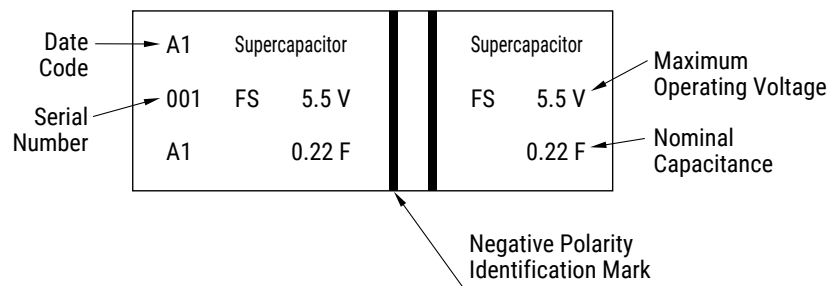 Date
Code
A1 Supercapacitor
Supercapacitor
Maximum
Operating Voltage
Serial
Number
001 FS 5.5 V
FS 5.5 V
A1 0.22 F
0.22 F
Nominal
Capacitance
Negative Polarity
Identification Mark